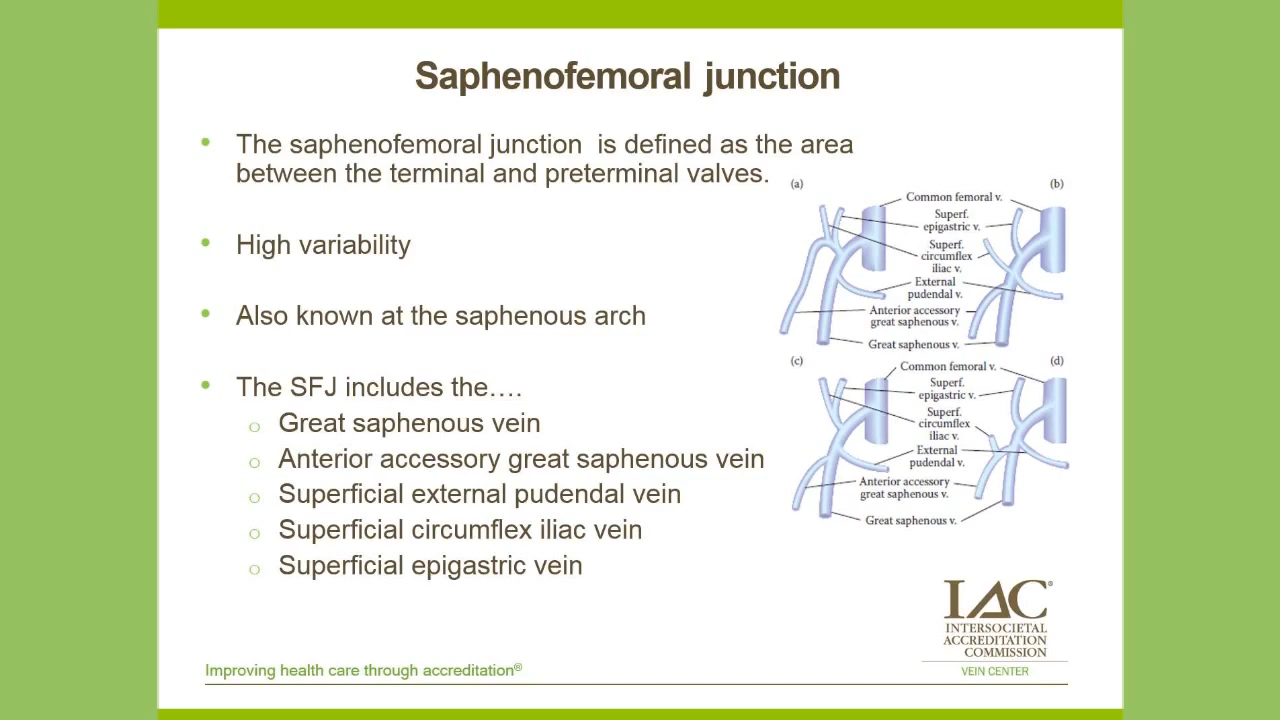 Saphenofemoral junction
• The saphenofemoral junction  is defined as the area
between the terminal and preterminal valves.
• High variability
• Also known at the saphenous arch
• The SFJ includes the….
o Great saphenous vein
o Anterior accessory great saphenous vein
o Superficial external pudendal vein
o Superficial circumflex iliac vein
o Superficial epigastric vein
(a)
(b)
Common femoral v.
Superf.
epigastric v.
Superf.
circumflex
iliac v.
External
pudendal v.
Anterior accessory
great saphenous v.
Great saphenous v.
(c)
(d)
Common femoral v.
Superf.
epigastric v.
Superf.
circumflex
iliac v.
External
pudendal v.
Anterior accessory
great saphenous v.
Great saphenous v.
IAC®
INTERSOCIETAL
ACCREDITATION
COMMISSION
VEIN CENTER
Improving health care through accreditation®